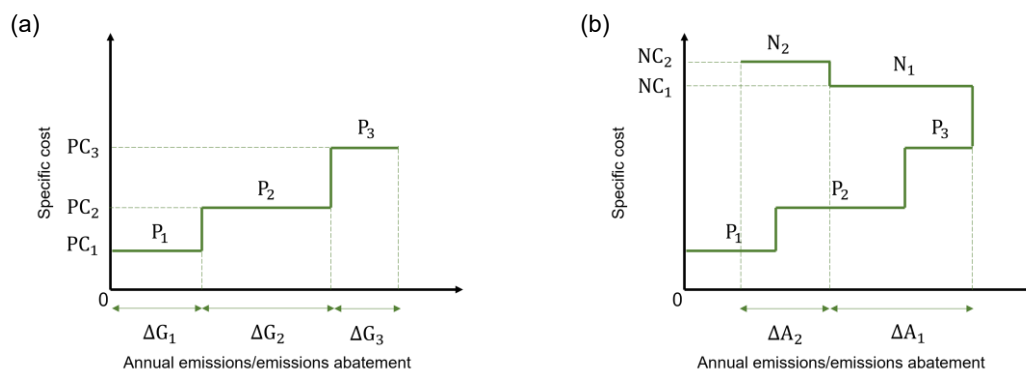 (a)
Specific cost
PC₃
PC₂
PC₁
P₁
P₂
P₃
0
ΔG₁
ΔG₂
ΔG₃
Annual emissions/emissions abatement
(b)
Specific cost
NC₂
NC₁
N₂
N₁
P₃
P₂
P₁
0
ΔA₂
ΔA₁
Annual emissions/emissions abatement